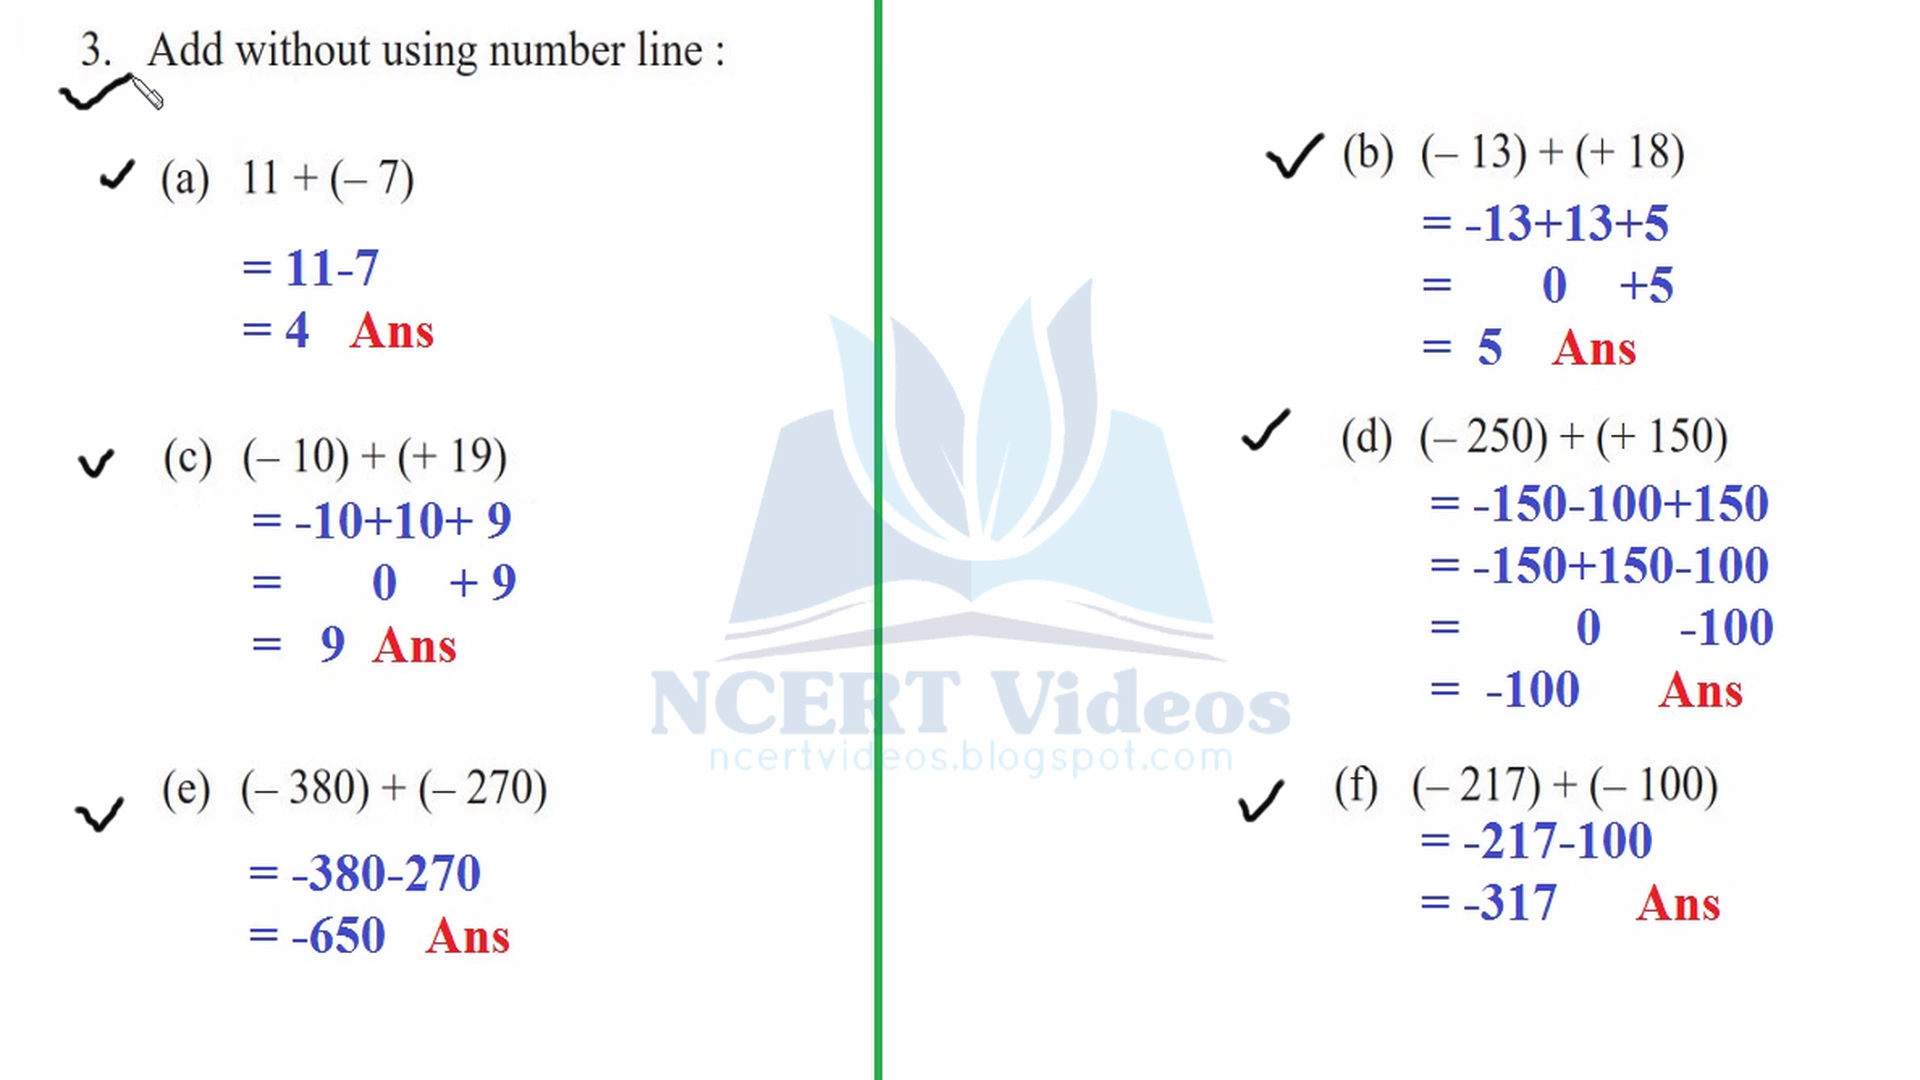 3. Add without using number line :
(a) 11 + (– 7)
= 11-7
= 4 Ans
(c) (– 10) + (+ 19)
= -10+10+ 9
= 0 + 9
= 9 Ans
(e) (– 380) + (– 270)
= -380-270
= -650 Ans
(b) (– 13) + (+ 18)
= -13+13+5
= 0 +5
= 5 Ans
(d) (– 250) + (+ 150)
= -150-100+150
= -150+150-100
= 0 -100
= -100 Ans
(f) (– 217) + (– 100)
= -217-100
= -317 Ans
NCERT Videos
ncertvideos.blogspot.com